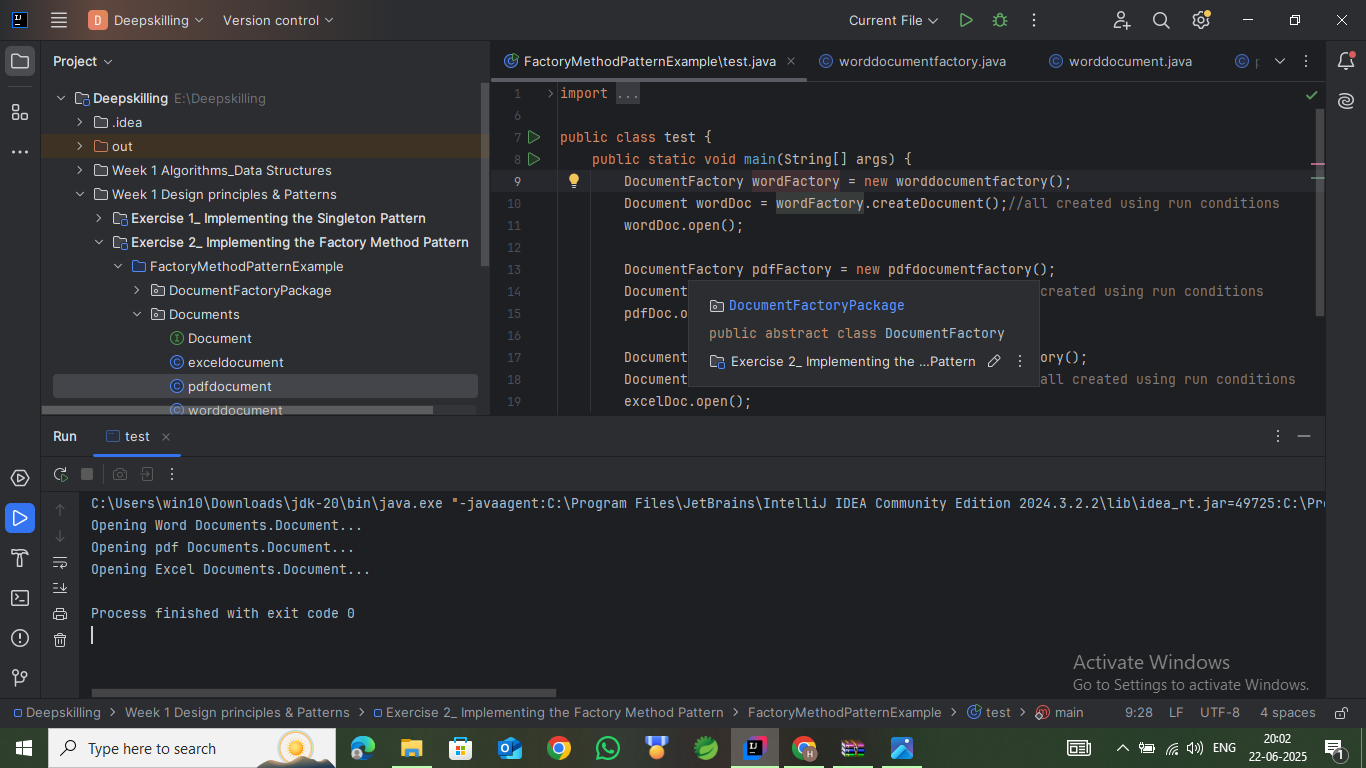 D Deepskilling Version control Current File
Project
FactoryMethodPatternExample\test.java worddocumentfactory.java worddocument.java
Deepskilling E:\Deepskilling
.idea
out
Week 1 Algorithms_Data Structures
Week 1 Design principles & Patterns
Exercise 1_ Implementing the Singleton Pattern
Exercise 2_ Implementing the Factory Method Pattern
FactoryMethodPatternExample
DocumentFactoryPackage
Documents
Document
exceldocument
pdfdocument
worddocument
1 import ...
6
7 public class test {
8 public static void main(String[] args) {
9 DocumentFactory wordFactory = new worddocumentfactory();
10 Document wordDoc = wordFactory.createDocument();//all created using run conditions
11 wordDoc.open();
12
13 DocumentFactory pdfFactory = new pdfdocumentfactory();
14 Document created using run conditions
15 pdfDoc.o
16
17 Document ory();
18 Document all created using run conditions
19 excelDoc.open();
DocumentFactoryPackage
public abstract class DocumentFactory
Exercise 2_ Implementing the ...Pattern
Run test
C:\Users\win10\Downloads\jdk-20\bin\java.exe "-javaagent:C:\Program Files\JetBrains\IntelliJ IDEA Community Edition 2024.3.2.2\lib\idea_rt.jar=49725:C:\Pr
Opening Word Documents.Document...
Opening pdf Documents.Document...
Opening Excel Documents.Document...
Process finished with exit code 0
Activate Windows
Go to Settings to activate Windows.
Deepskilling Week 1 Design principles & Patterns Exercise 2_ Implementing the Factory Method Pattern FactoryMethodPatternExample test main 9:28 LF UTF-8 4 spaces
Type here to search
ENG
20:02
22-06-2025
1